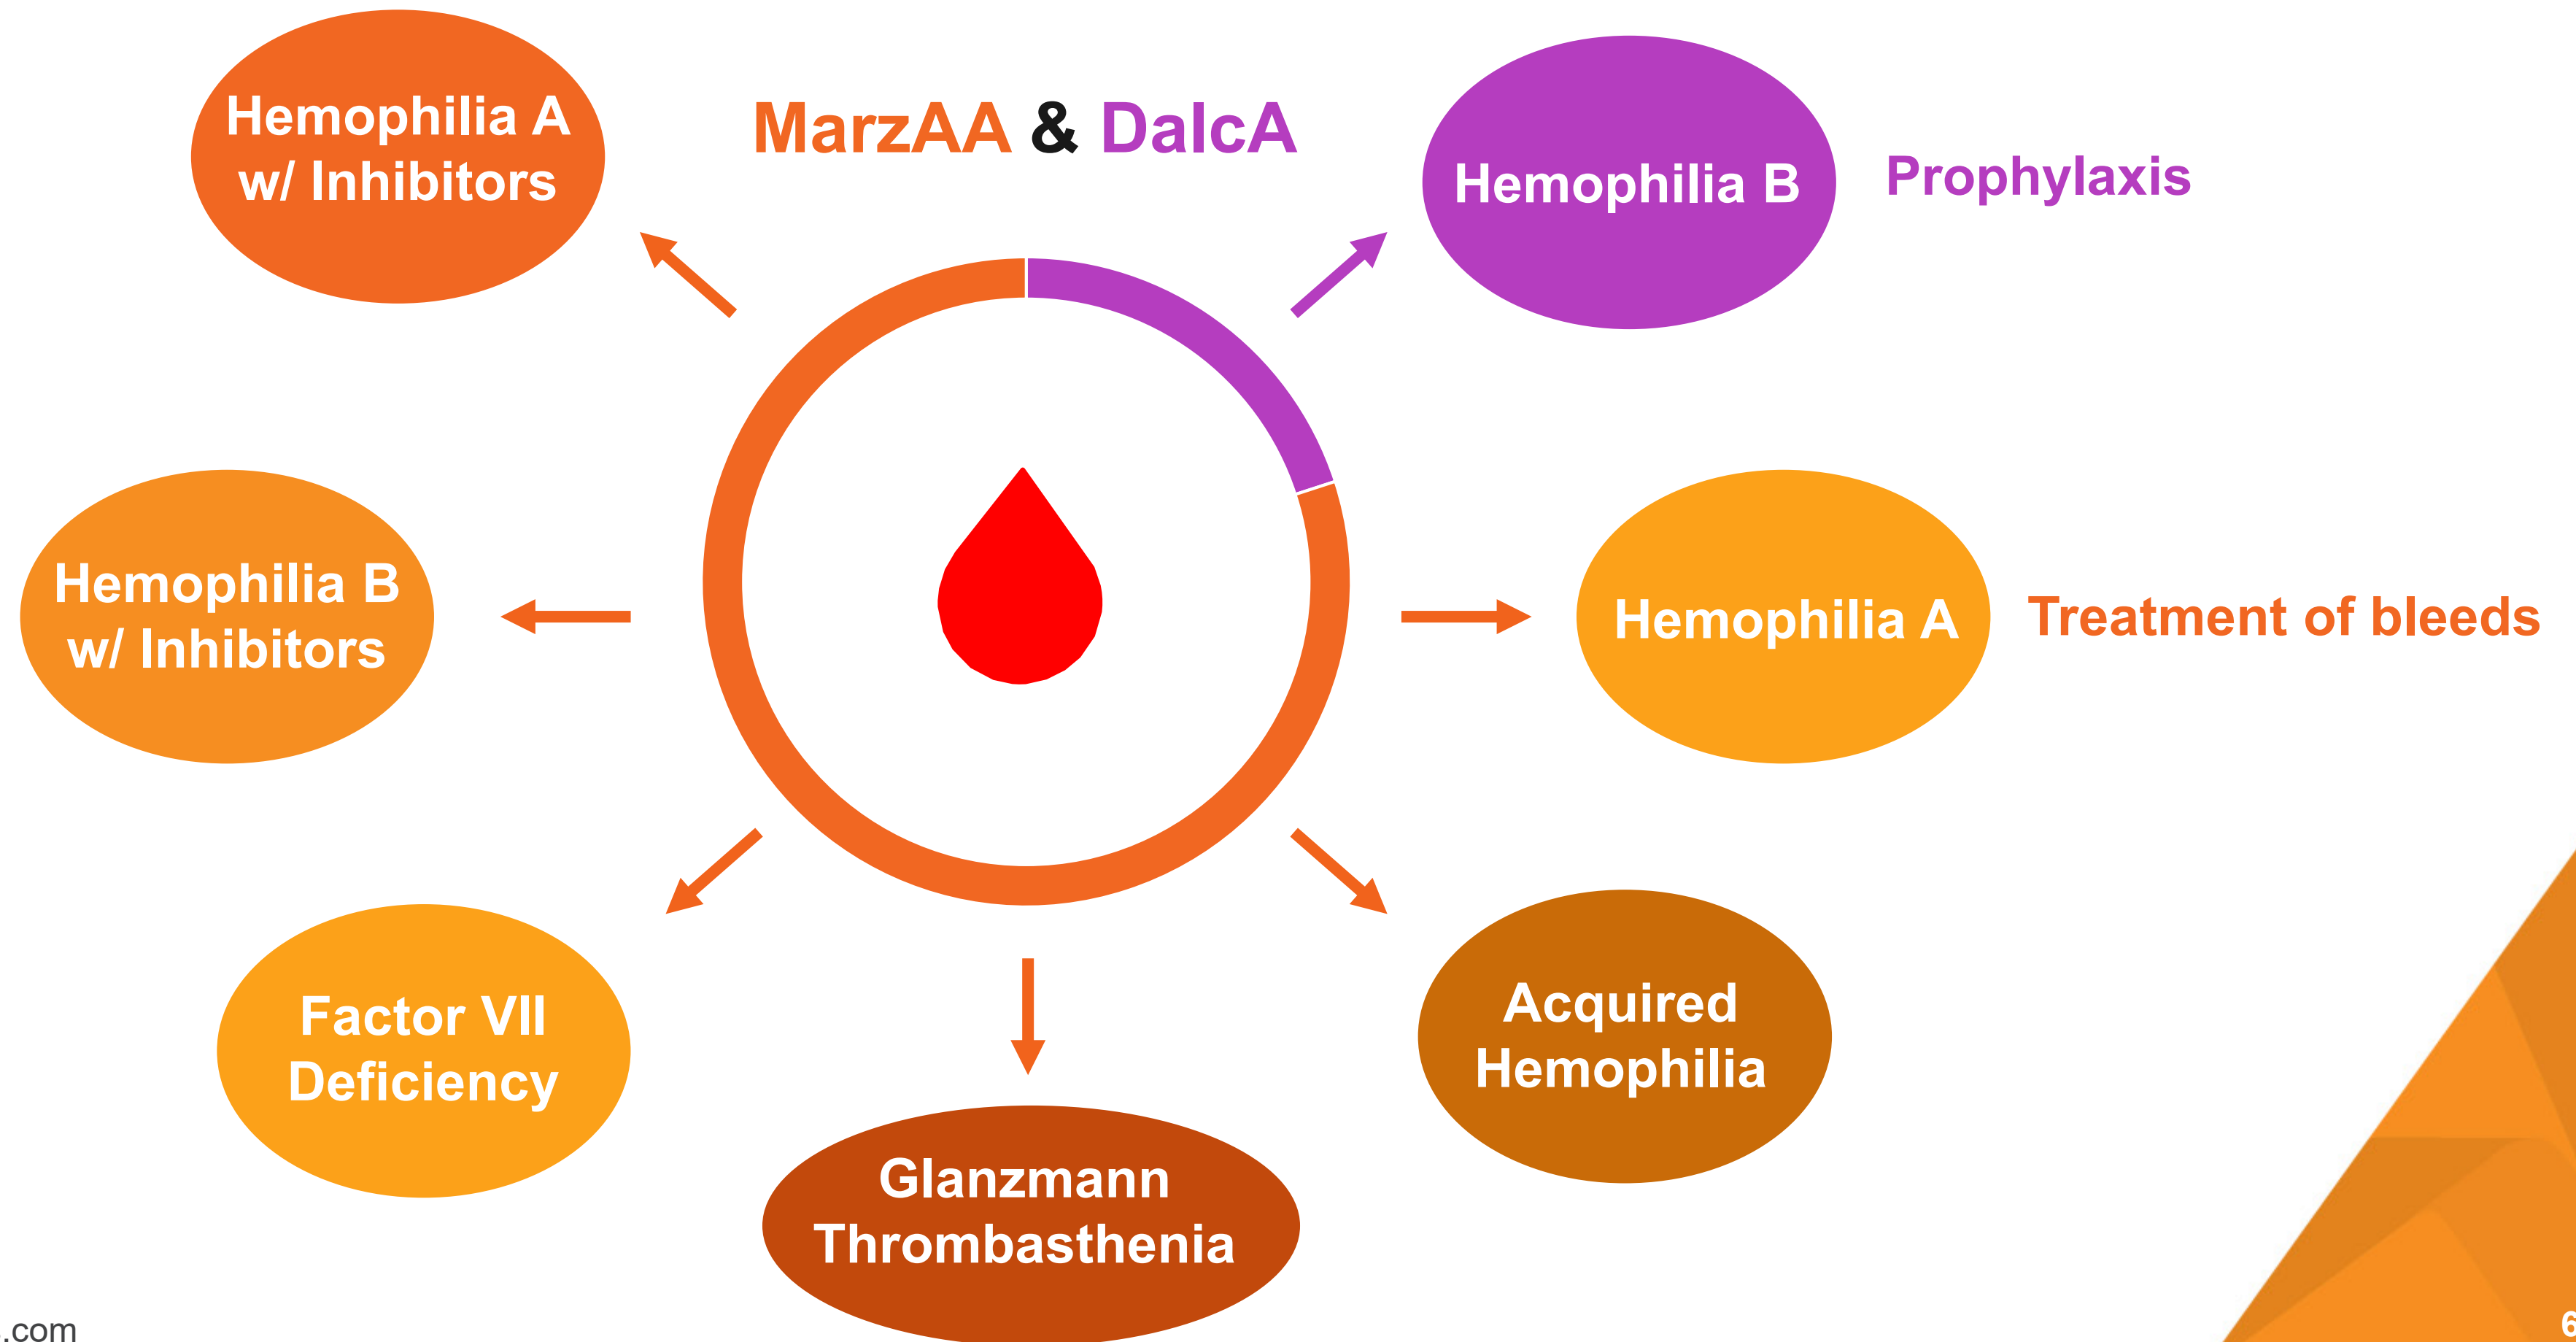 MarzAA & DalcA
Hemophilia A
w/ Inhibitors
Hemophilia B
Prophylaxis
Hemophilia B
w/ Inhibitors
Hemophilia A
Treatment of bleeds
Factor VII
Deficiency
Acquired
Hemophilia
Glanzmann
Thrombasthenia
.com
6